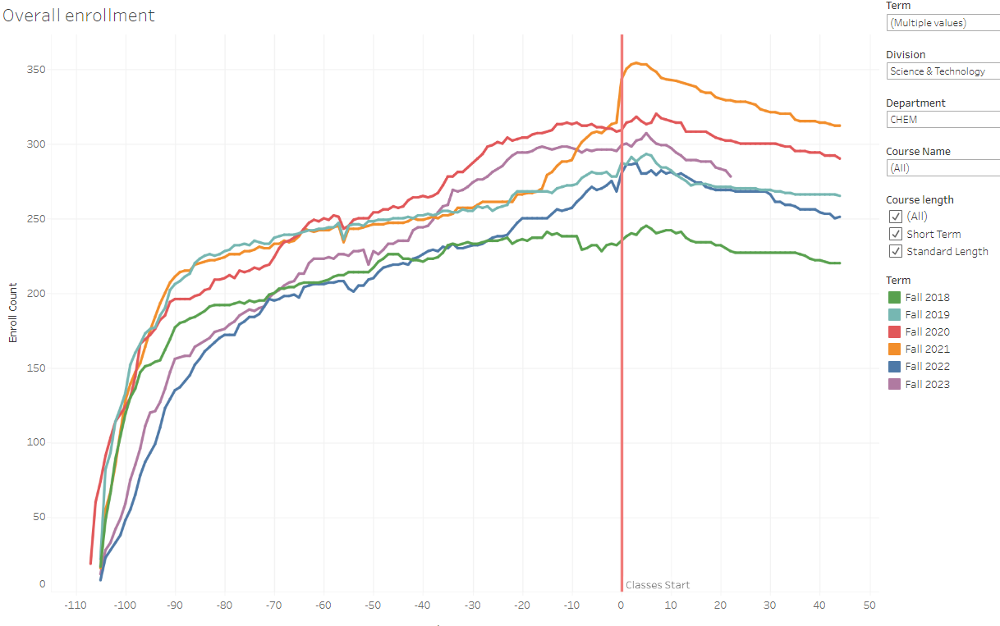 Overall enrollment
Term
(Multiple values)
Division
Science & Technology
Department
CHEM
Course Name
(All)
Course length
(All)
Short Term
Standard Length
Term
Fall 2018
Fall 2019
Fall 2020
Fall 2021
Fall 2022
Fall 2023
Enroll Count
350
300
250
200
150
100
50
0
Classes Start
-110 -100 -90 -80 -70 -60 -50 -40 -30 -20 -10 0 10 20 30 40 50